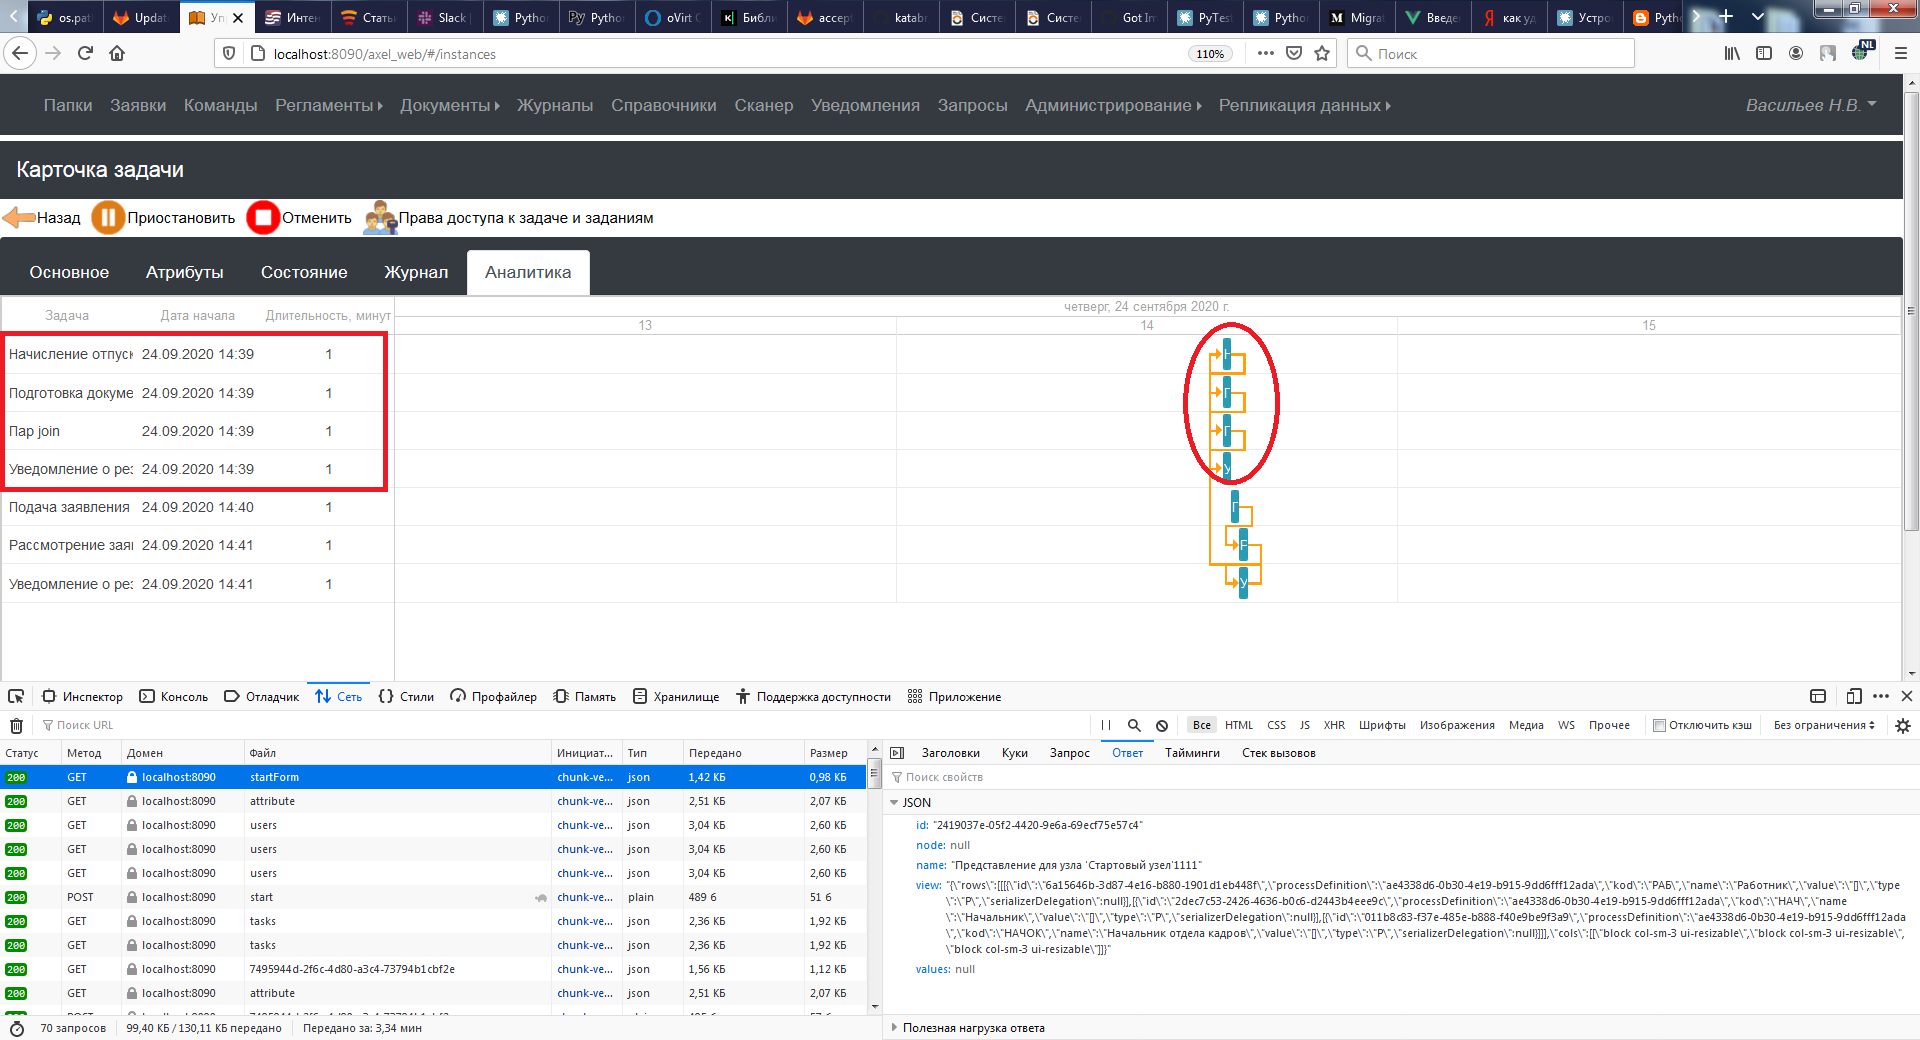 os.pat
Updat
Уп
Интен
Стать
Slack
Pytho
Pytho
oVirt C
Библи
accep
katab
Систе
Систе
Got In
PyTes
Pytho
Migrat
Введе
как уд
Устро
Pytho
localhost:8090/axel_web/#/instances
110%
Поиск
NL
Папки Заявки Команды Регламенты Документы Журналы Справочники Сканер Уведомления Запросы Администрирование Репликация данных Васильев Н.В.
Карточка задачи
Назад Приостановить Отменить Права доступа к задаче и заданиям
Основное Атрибуты Состояние Журнал Аналитика
Задача Дата начала Длительность, минут
четверг, 24 сентября 2020 г.
13 14 15
Начисление отпуск 24.09.2020 14:39 1
Подготовка докуме 24.09.2020 14:39 1
Пар join 24.09.2020 14:39 1
Уведомление о рез 24.09.2020 14:39 1
Подача заявления 24.09.2020 14:40 1
Рассмотрение заяв 24.09.2020 14:41 1
Уведомление о рез 24.09.2020 14:41 1
Инспектор Консоль Отладчик Сеть Стили Профайлер Память Хранилище Поддержка доступности Приложение
Поиск URL
Все HTML CSS JS XHR Шрифты Изображения Медиа WS Прочее Отключить кэш Без ограничения
Статус Метод Домен Файл Инициат... Тип Передано Размер
200 GET localhost:8090 startForm chunk-ve... json 1,42 КБ 0,98 КБ
200 GET localhost:8090 attribute chunk-ve... json 2,51 КБ 2,07 КБ
200 GET localhost:8090 users chunk-ve... json 3,04 КБ 2,60 КБ
200 GET localhost:8090 users chunk-ve... json 3,04 КБ 2,60 КБ
200 GET localhost:8090 users chunk-ve... json 3,04 КБ 2,60 КБ
200 POST localhost:8090 start chunk-ve... plain 489 б 51 б
200 GET localhost:8090 tasks chunk-ve... json 2,36 КБ 1,92 КБ
200 GET localhost:8090 tasks chunk-ve... json 2,36 КБ 1,92 КБ
200 GET localhost:8090 7495944d-2f6c-4d80-a3c4-73794b1cbf2e chunk-ve... json 1,56 КБ 1,12 КБ
200 GET localhost:8090 attribute chunk-ve... json 2,51 КБ 2,07 КБ
70 запросов 99,40 КБ / 130,11 КБ передано Передано за: 3,34 мин
Заголовки Куки Запрос Ответ Тайминги Стек вызовов
Поиск свойств
JSON
id: "2419037e-05f2-4420-9e6a-69ecf75e57c4"
node: null
name: "Представление для узла 'Стартовый узел'1111"
view: "{\"rows\":[[[{\"id\":\"6a15646b-3d87-4e16-b880-1901d1eb448f\",\"processDefinition\":\"ae4338d6-0b30-4e19-b915-9dd6fff12ada\",\"kod\":\"РАБ\",\"name\":\"Работник\",\"value\":\"[]\",\"type
\":\"P\",\"serializerDelegation\":null}],[{\"id\":\"2dec7c53-2426-4636-b0c6-d2443b4eee9c\",\"processDefinition\":\"ae4338d6-0b30-4e19-b915-9dd6fff12ada\",\"kod\":\"НАЧ\",\"name
\":\"Начальник\",\"value\":\"[]\",\"type\":\"P\",\"serializerDelegation\":null}],[{\"id\":\"011b8c83-f37e-485e-b888-f40e9be9f3a9\",\"processDefinition\":\"ae4338d6-0b30-4e19-b915-9dd6fff12ada
\",\"kod\":\"НАЧОК\",\"name\":\"Начальник отдела кадров\",\"value\":\"[]\",\"type\":\"P\",\"serializerDelegation\":null}]]],\"cols\":[[\"block col-sm-3 ui-resizable\",\"block col-sm-3 ui-resizable\",
\"block col-sm-3 ui-resizable\"]]}"
values: null
Полезная нагрузка ответа